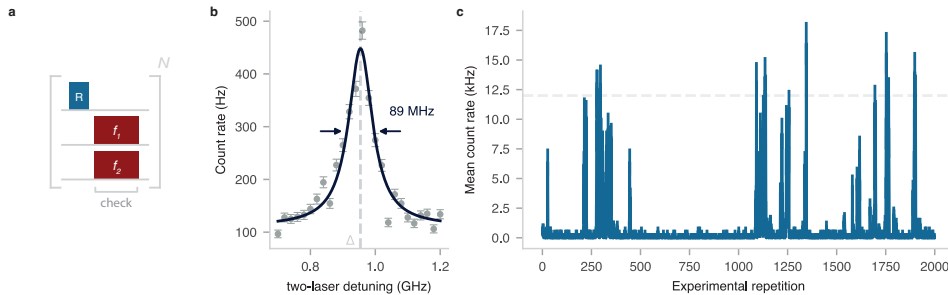 a
N
R
f1
f2
check
b
500
400
300
200
100
Count rate (Hz)
89 MHz
Δ
0.8
1.0
1.2
two-laser detuning (GHz)
c
17.5
15.0
12.5
10.0
7.5
5.0
2.5
0.0
Mean count rate (kHz)
0
250
500
750
1000
1250
1500
1750
2000
Experimental repetition